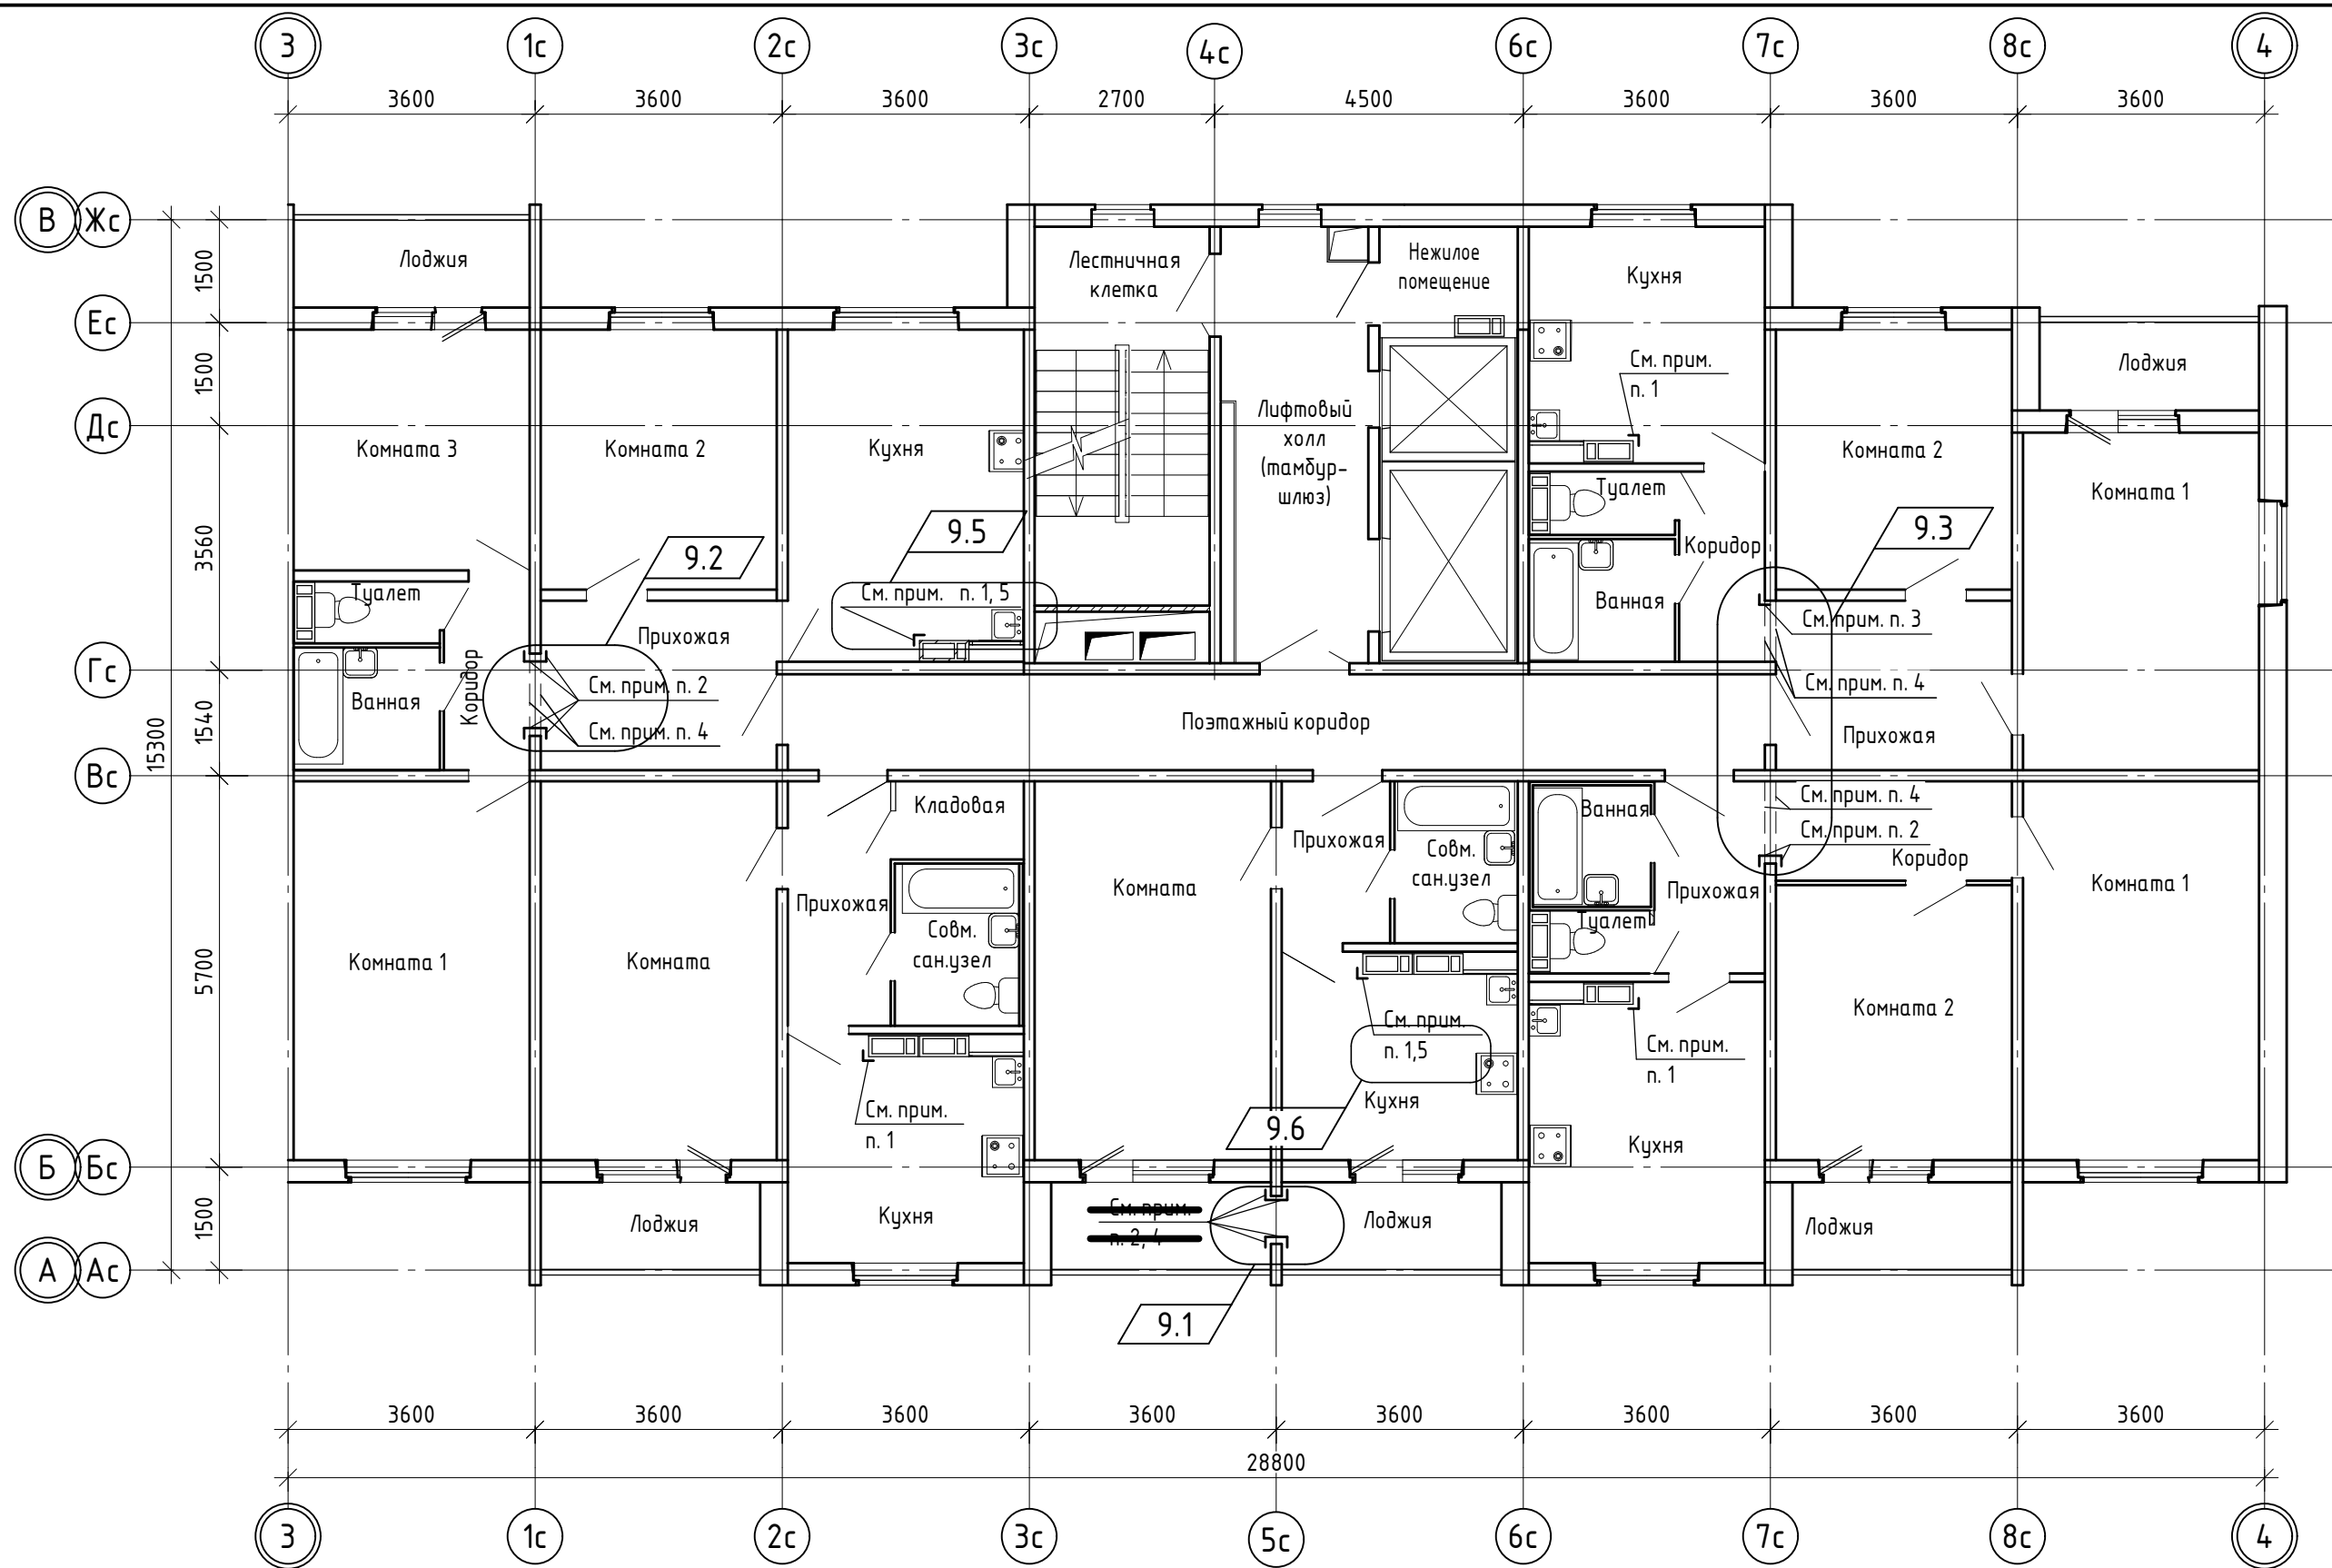 3 1с 2с 3с 4с 6с 7с 8с 4
3600 3600 3600 2700 4500 3600 3600 3600
В Жс
1500
Лоджия
Лестничная
клетка
Нежилое
помещение
Кухня
Ес
1500
См. прим.
п. 1
Лоджия
Дс
Комната 3
Комната 2
Кухня
Лифтовый
холл
(тамбур-
шлюз)
Комната 2
Комната 1
Туалет
3560
9.2
9.5
9.3
Коридор
Туалет
См. прим. п. 1, 5
Ванная
См. прим. п. 3
Прихожая
Гс
Коридор
Ванная
См. прим. п. 2
См. прим. п. 4
См. прим. п. 4
1540
15300
Поэтажный коридор
Прихожая
Вс
Кладовая
Ванная
См. прим. п. 4
См. прим. п. 2
Прихожая
Совм.
сан.узел
Коридор
Комната
Прихожая
Прихожая
Комната 1
Совм.
сан.узел
Туалет
5700
Комната 1
Комната
Комната 2
См. прим.
п. 1,5
См. прим.
п. 1
См. прим.
п. 1
Кухня
9.6
Кухня
Б Бс
1500
Лоджия
Кухня
См. прим.
п. 2, 4
Лоджия
Лоджия
А Ас
9.1
3600 3600 3600 3600 3600 3600 3600 3600
28800
3 1с 2с 3с 5с 6с 7с 8с 4